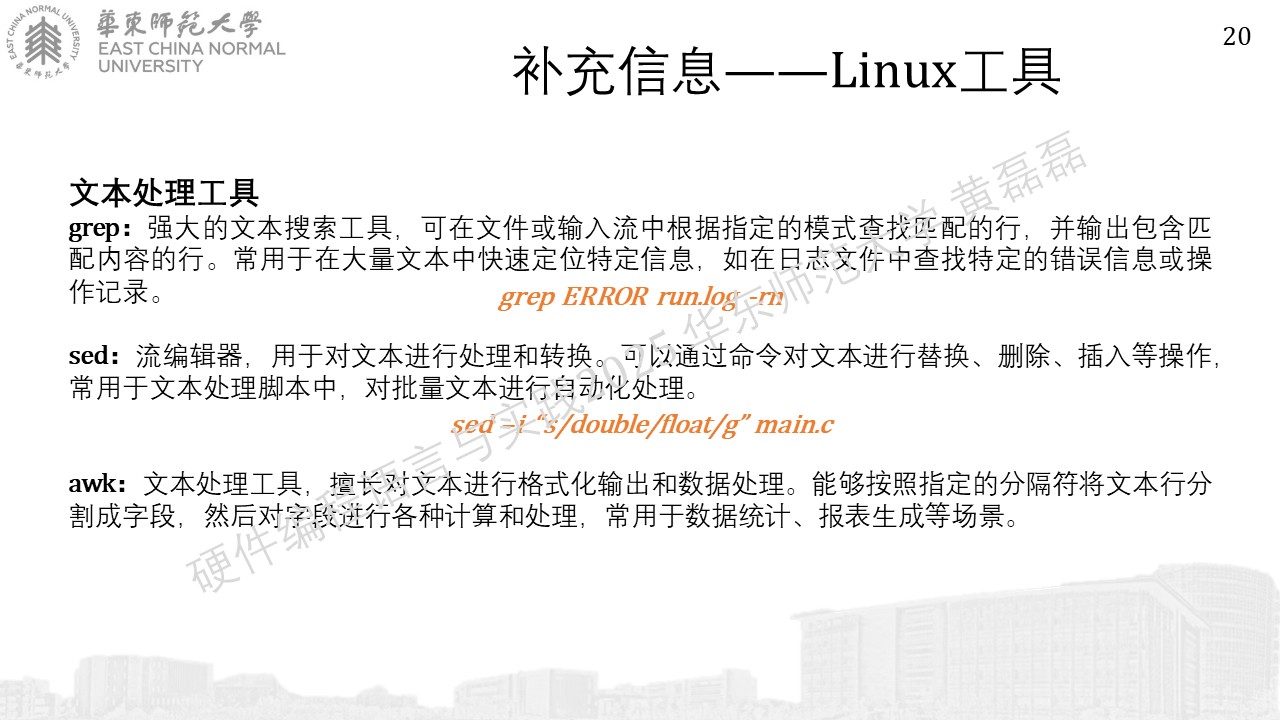 華東師範大學
EAST CHINA NORMAL
UNIVERSITY
EAST CHINA NORMAL UNIVERSITY
華東師範大學
20
补充信息——Linux工具
文本处理工具
grep：强大的文本搜索工具，可在文件或输入流中根据指定的模式查找匹配的行，并输出包含匹
配内容的行。常用于在大量文本中快速定位特定信息，如在日志文件中查找特定的错误信息或操
作记录。
grep ERROR run.log -rn
sed：流编辑器，用于对文本进行处理和转换。可以通过命令对文本进行替换、删除、插入等操作，
常用于文本处理脚本中，对批量文本进行自动化处理。
sed –i “s/double/float/g” main.c
awk：文本处理工具，擅长对文本进行格式化输出和数据处理。能够按照指定的分隔符将文本行分
割成字段，然后对字段进行各种计算和处理，常用于数据统计、报表生成等场景。
硬件编程语言与实践2025 华东师范大学 黄磊磊